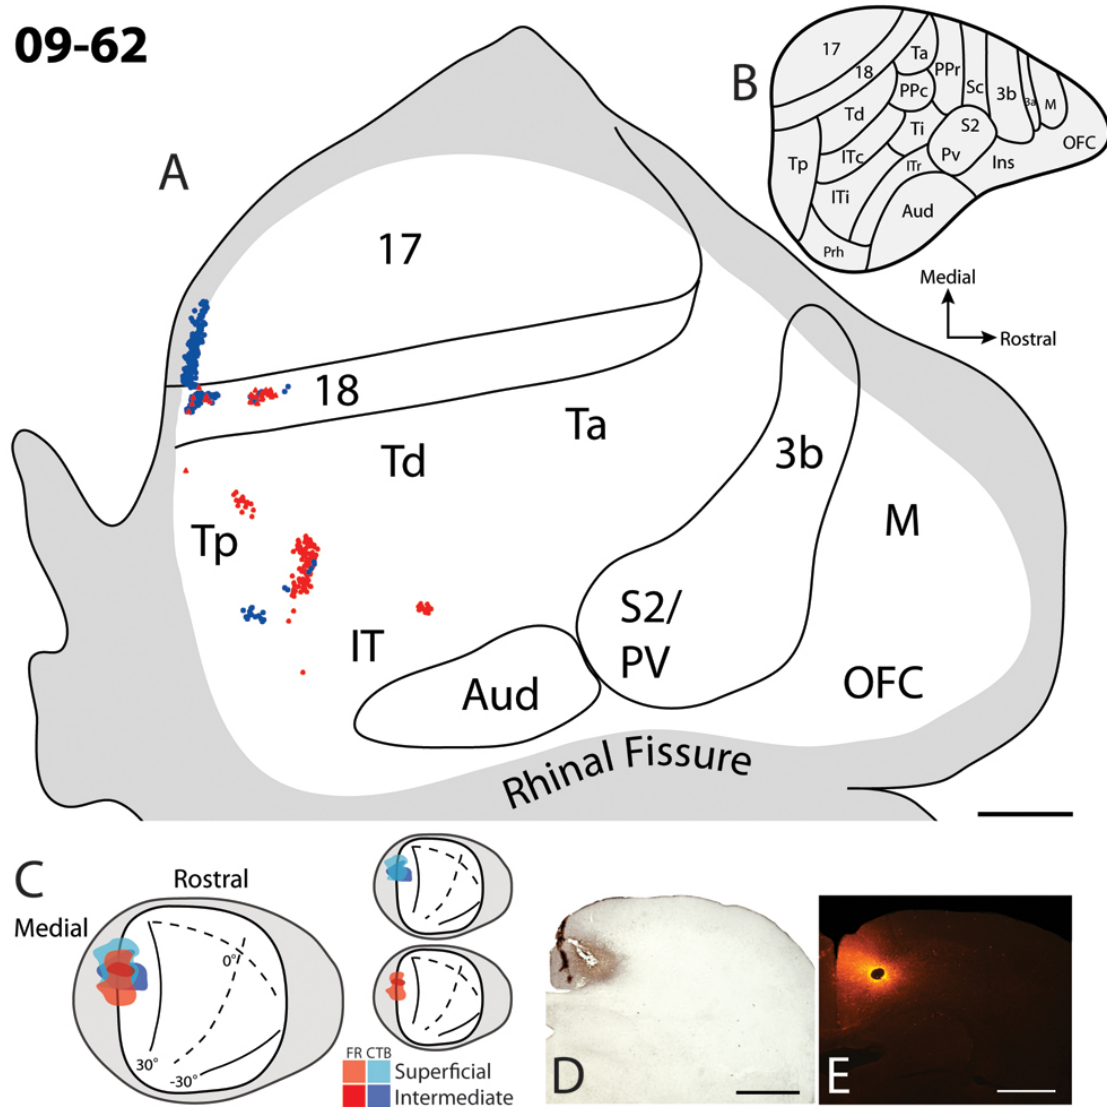 09-62
A
17
18
Ta
Td
Tp
IT
3b
M
S2/
PV
Aud
OFC
Rhinal Fissure
B
17
18
Ta
PPr
PPc
Sc
3b
3a
M
Td
Ti
S2
Pv
OFC
Tp
ITc
ITr
Ins
ITi
Aud
Prh
Medial
Rostral
C
Rostral
Medial
0°
30°
-30°
FR CTB
Superficial
Intermediate
D
E